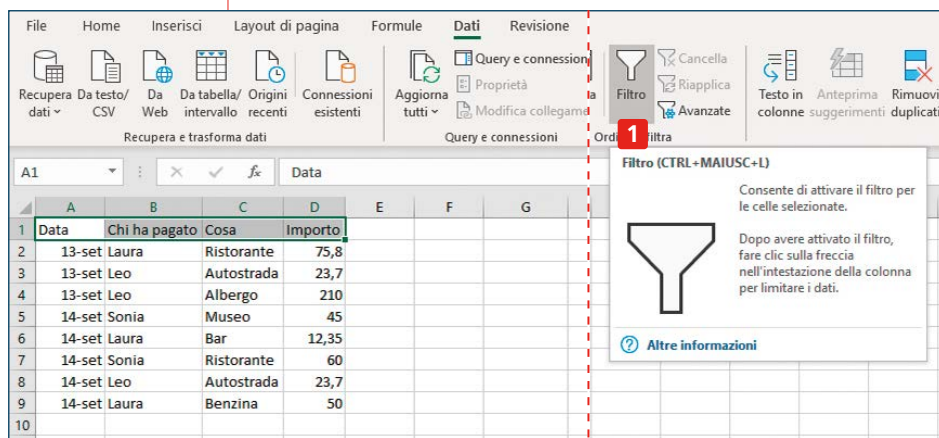 File Home Inserisci Layout di pagina Formule Dati Revisione
Recupera dati Da testo/ CSV Da Web Da tabella/ intervallo Origini recenti Connessioni esistenti
Recupera e trasforma dati
Aggiorna tutti Query e connession
Proprietà
Modifica collegame
Query e connessioni
a
Filtro Cancella
Riapplica
Avanzate
Ordi filtra
Testo in colonne Anteprima suggerimenti Rimuovi duplicati
1
A1 fx Data
Filtro (CTRL+MAIUSC+L)
Consente di attivare il filtro per
le celle selezionate.
Dopo avere attivato il filtro,
fare clic sulla freccia
nell'intestazione della colonna
per limitare i dati.
Altre informazioni
A B C D E F G
1 Data Chi ha pagato Cosa Importo
2 13-set Laura Ristorante 75,8
3 13-set Leo Autostrada 23,7
4 13-set Leo Albergo 210
5 14-set Sonia Museo 45
6 14-set Laura Bar 12,35
7 14-set Sonia Ristorante 60
8 14-set Leo Autostrada 23,7
9 14-set Laura Benzina 50
10